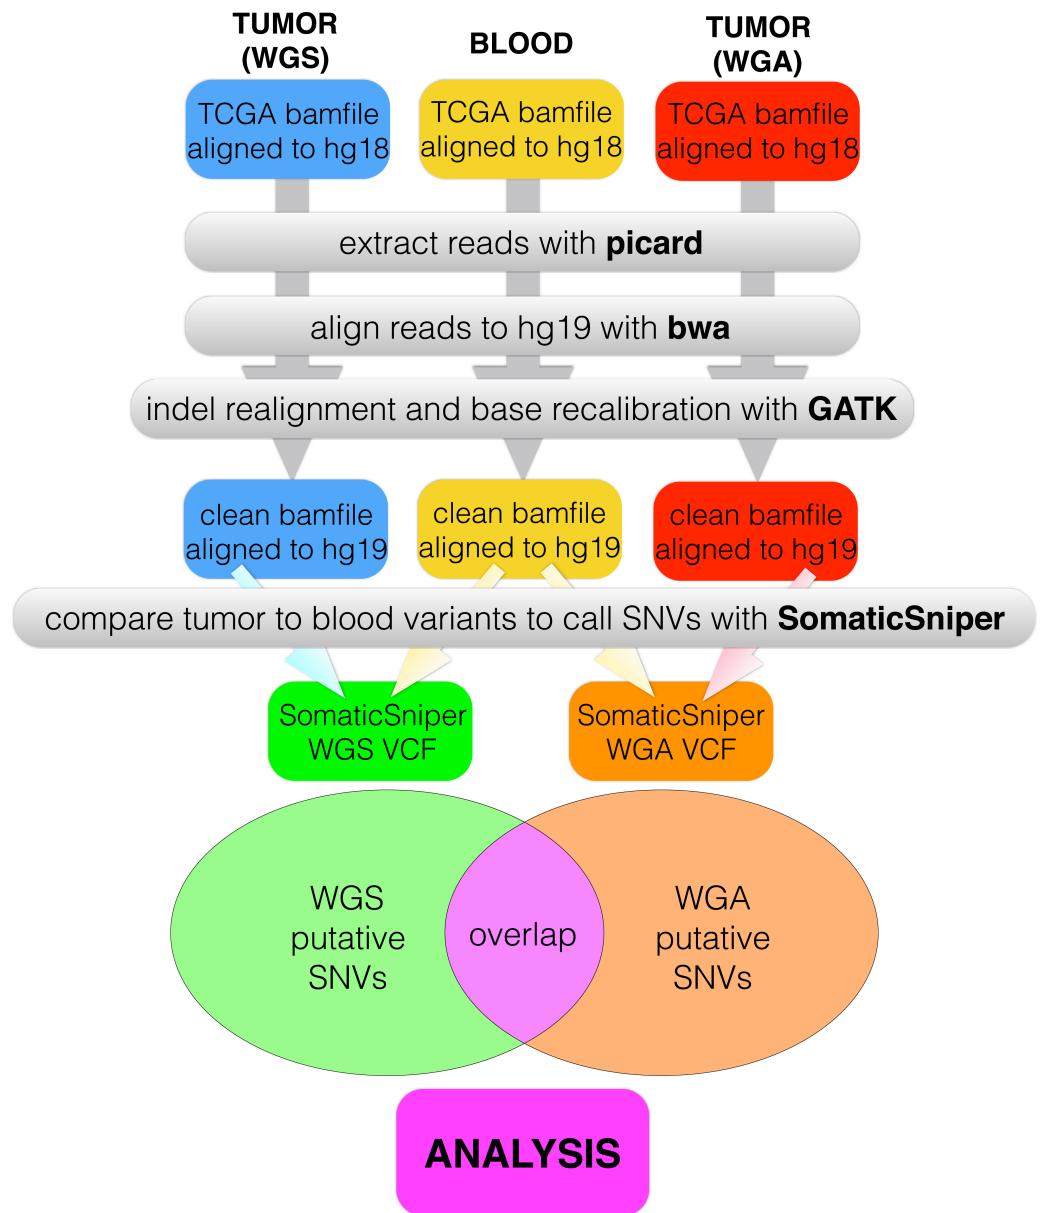 TUMOR
(WGS)
BLOOD
TUMOR
(WGA)
TCGA bamfile
aligned to hg18
TCGA bamfile
aligned to hg18
TCGA bamfile
aligned to hg18
extract reads with picard
align reads to hg19 with bwa
indel realignment and base recalibration with GATK
clean bamfile
aligned to hg19
clean bamfile
aligned to hg19
clean bamfile
aligned to hg19
compare tumor to blood variants to call SNVs with SomaticSniper
SomaticSniper
WGS VCF
SomaticSniper
WGA VCF
WGS
putative
SNVs
overlap
WGA
putative
SNVs
ANALYSIS